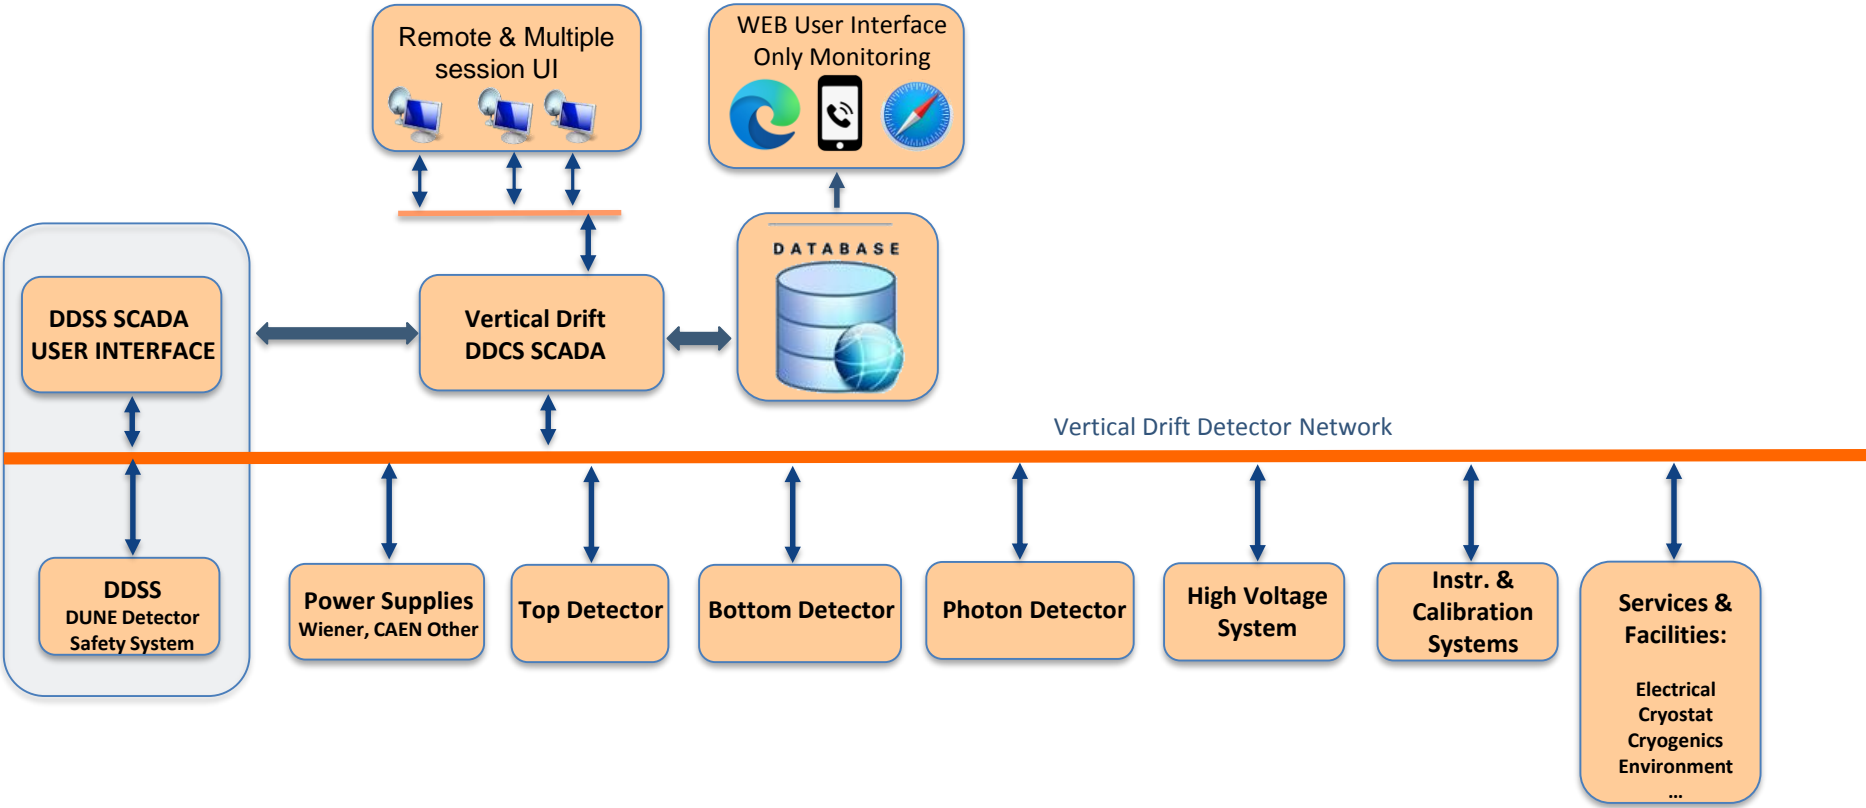 Remote & Multiple
session UI
WEB User Interface
Only Monitoring
DATABASE
DDSS SCADA
USER INTERFACE
Vertical Drift
DDCS SCADA
Vertical Drift Detector Network
DDSS
DUNE Detector
Safety System
Power Supplies
Wiener, CAEN Other
Top Detector
Bottom Detector
Photon Detector
High Voltage
System
Instr. &
Calibration
Systems
Services &
Facilities:
Electrical
Cryostat
Cryogenics
Environment
...